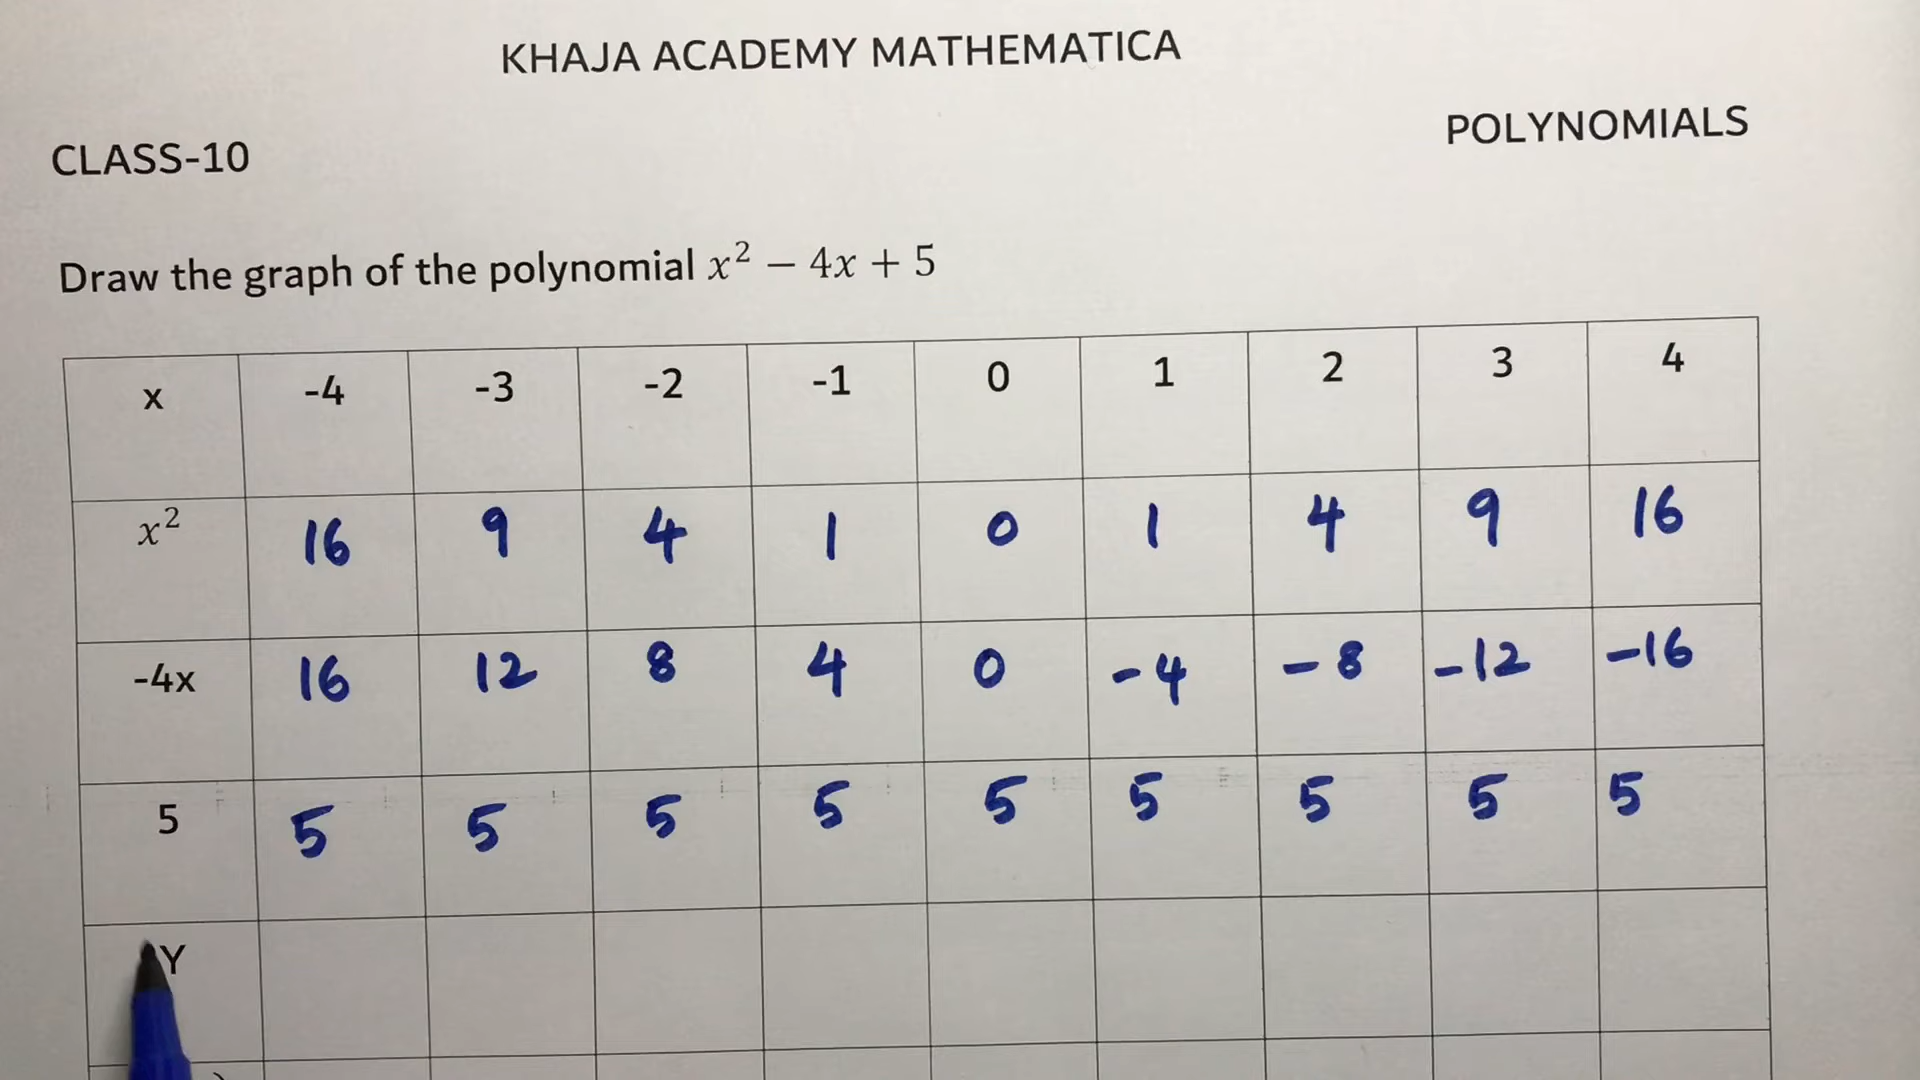 KHAJA ACADEMY MATHEMATICA
POLYNOMIALS
CLASS-10
Draw the graph of the polynomial x² − 4x + 5
x -4 -3 -2 -1 0 1 2 3 4
x² 16 9 4 1 0 1 4 9 16
-4x 16 12 8 4 0 -4 -8 -12 -16
5 5 5 5 5 5 5 5 5 5
Y